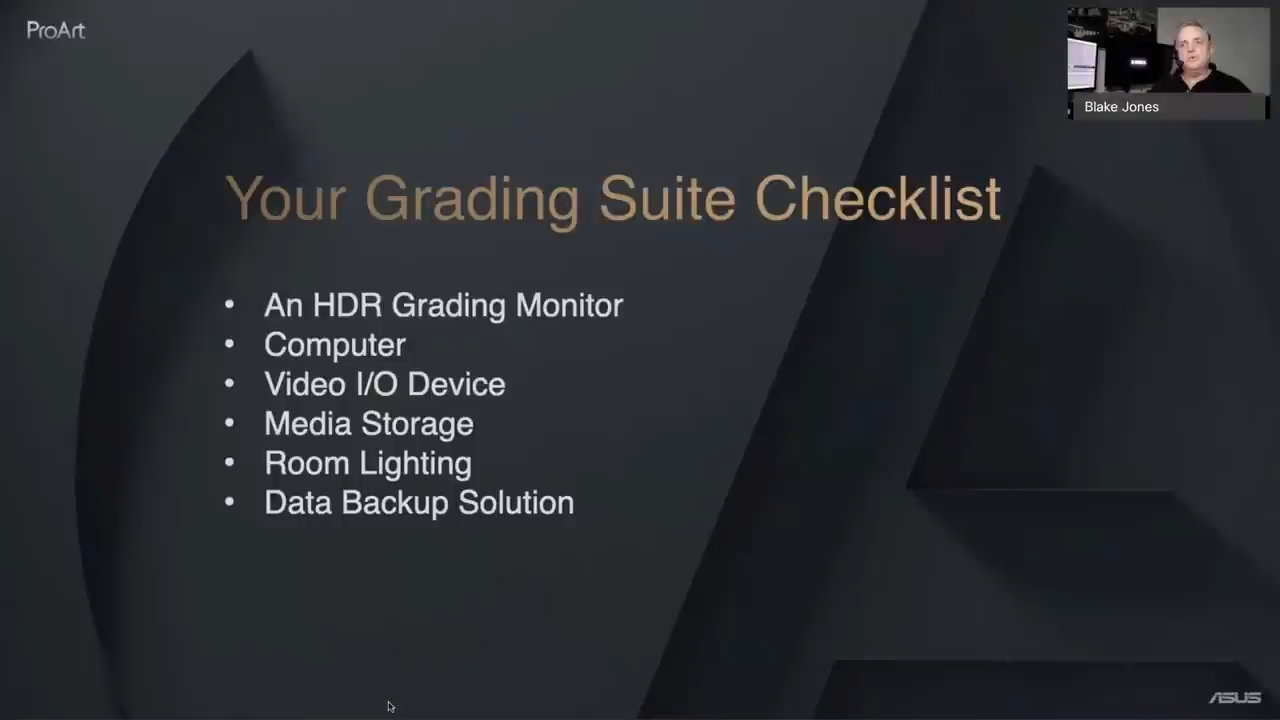 ProArt
Blake Jones
Your Grading Suite Checklist
• An HDR Grading Monitor
• Computer
• Video I/O Device
• Media Storage
• Room Lighting
• Data Backup Solution
ASUS